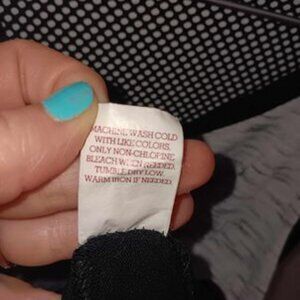 MACHINE WASH COLD
WITH LIKE COLORS.
ONLY NON-CHLORINE
BLEACH WHEN NEEDED.
TUMBLE DRY LOW.
WARM IRON IF NEEDED.